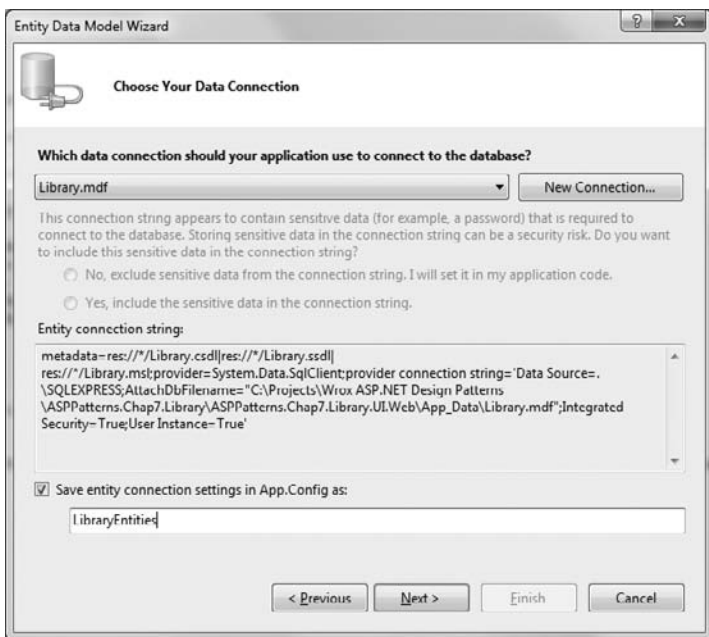 Entity Data Model Wizard
Choose Your Data Connection
Which data connection should your application use to connect to the database?
Library.mdf
New Connection...
This connection string appears to contain sensitive data (for example, a password) that is required to
connect to the database. Storing sensitive data in the connection string can be a security risk. Do you want
to include this sensitive data in the connection string?
No, exclude sensitive data from the connection string. I will set it in my application code.
Yes, include the sensitive data in the connection string.
Entity connection string:
metadata=res://*/Library.csdl|res://*/Library.ssdl|
res://*/Library.msl;provider=System.Data.SqlClient;provider connection string='Data Source=.
\SQLEXPRESS;AttachDbFilename="C:\Projects\Wrox ASP.NET Design Patterns
\ASPPatterns.Chap7.Library\ASPPatterns.Chap7.Library.UI.Web\App_Data\Library.mdf";Integrated
Security=True;User Instance=True'
Save entity connection settings in App.Config as:
LibraryEntities
< Previous
Next >
Finish
Cancel